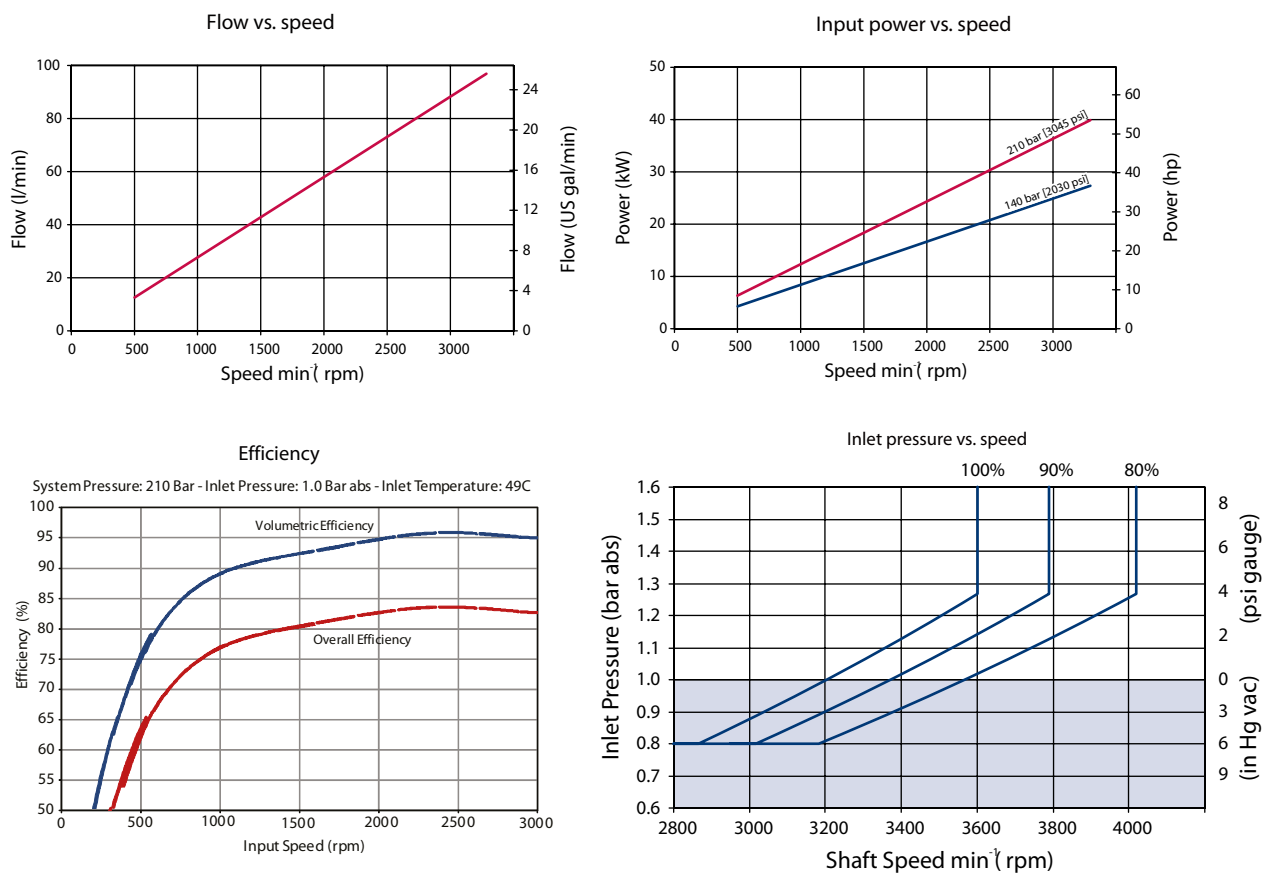 Flow vs. speed
100
80
60
40
20
0
24
20
16
12
8
4
0
0 500 1000 1500 2000 2500 3000
Flow (l/min)
Flow (US gal/min)
Speed min⁻¹( rpm)
Input power vs. speed
50
40
30
20
10
0
60
50
40
30
20
10
0
210 bar [3045 psi]
140 bar [2030 psi]
0 500 1000 1500 2000 2500 3000
Power (kW)
Power (hp)
Speed min⁻¹( rpm)
Efficiency
System Pressure: 210 Bar - Inlet Pressure: 1.0 Bar abs - Inlet Temperature: 49C
100
95
90
85
80
75
70
65
60
55
50
Volumetric Efficiency
Overall Efficiency
0 500 1000 1500 2000 2500 3000
Efficiency (%)
Input Speed (rpm)
Inlet pressure vs. speed
100% 90% 80%
1.6
1.5
1.4
1.3
1.2
1.1
1.0
0.9
0.8
0.7
0.6
8
6
4
2
0
3
6
9
2800 3000 3200 3400 3600 3800 4000
Inlet Pressure (bar abs)
(psi gauge)
(in Hg vac)
Shaft Speed min⁻¹( rpm)